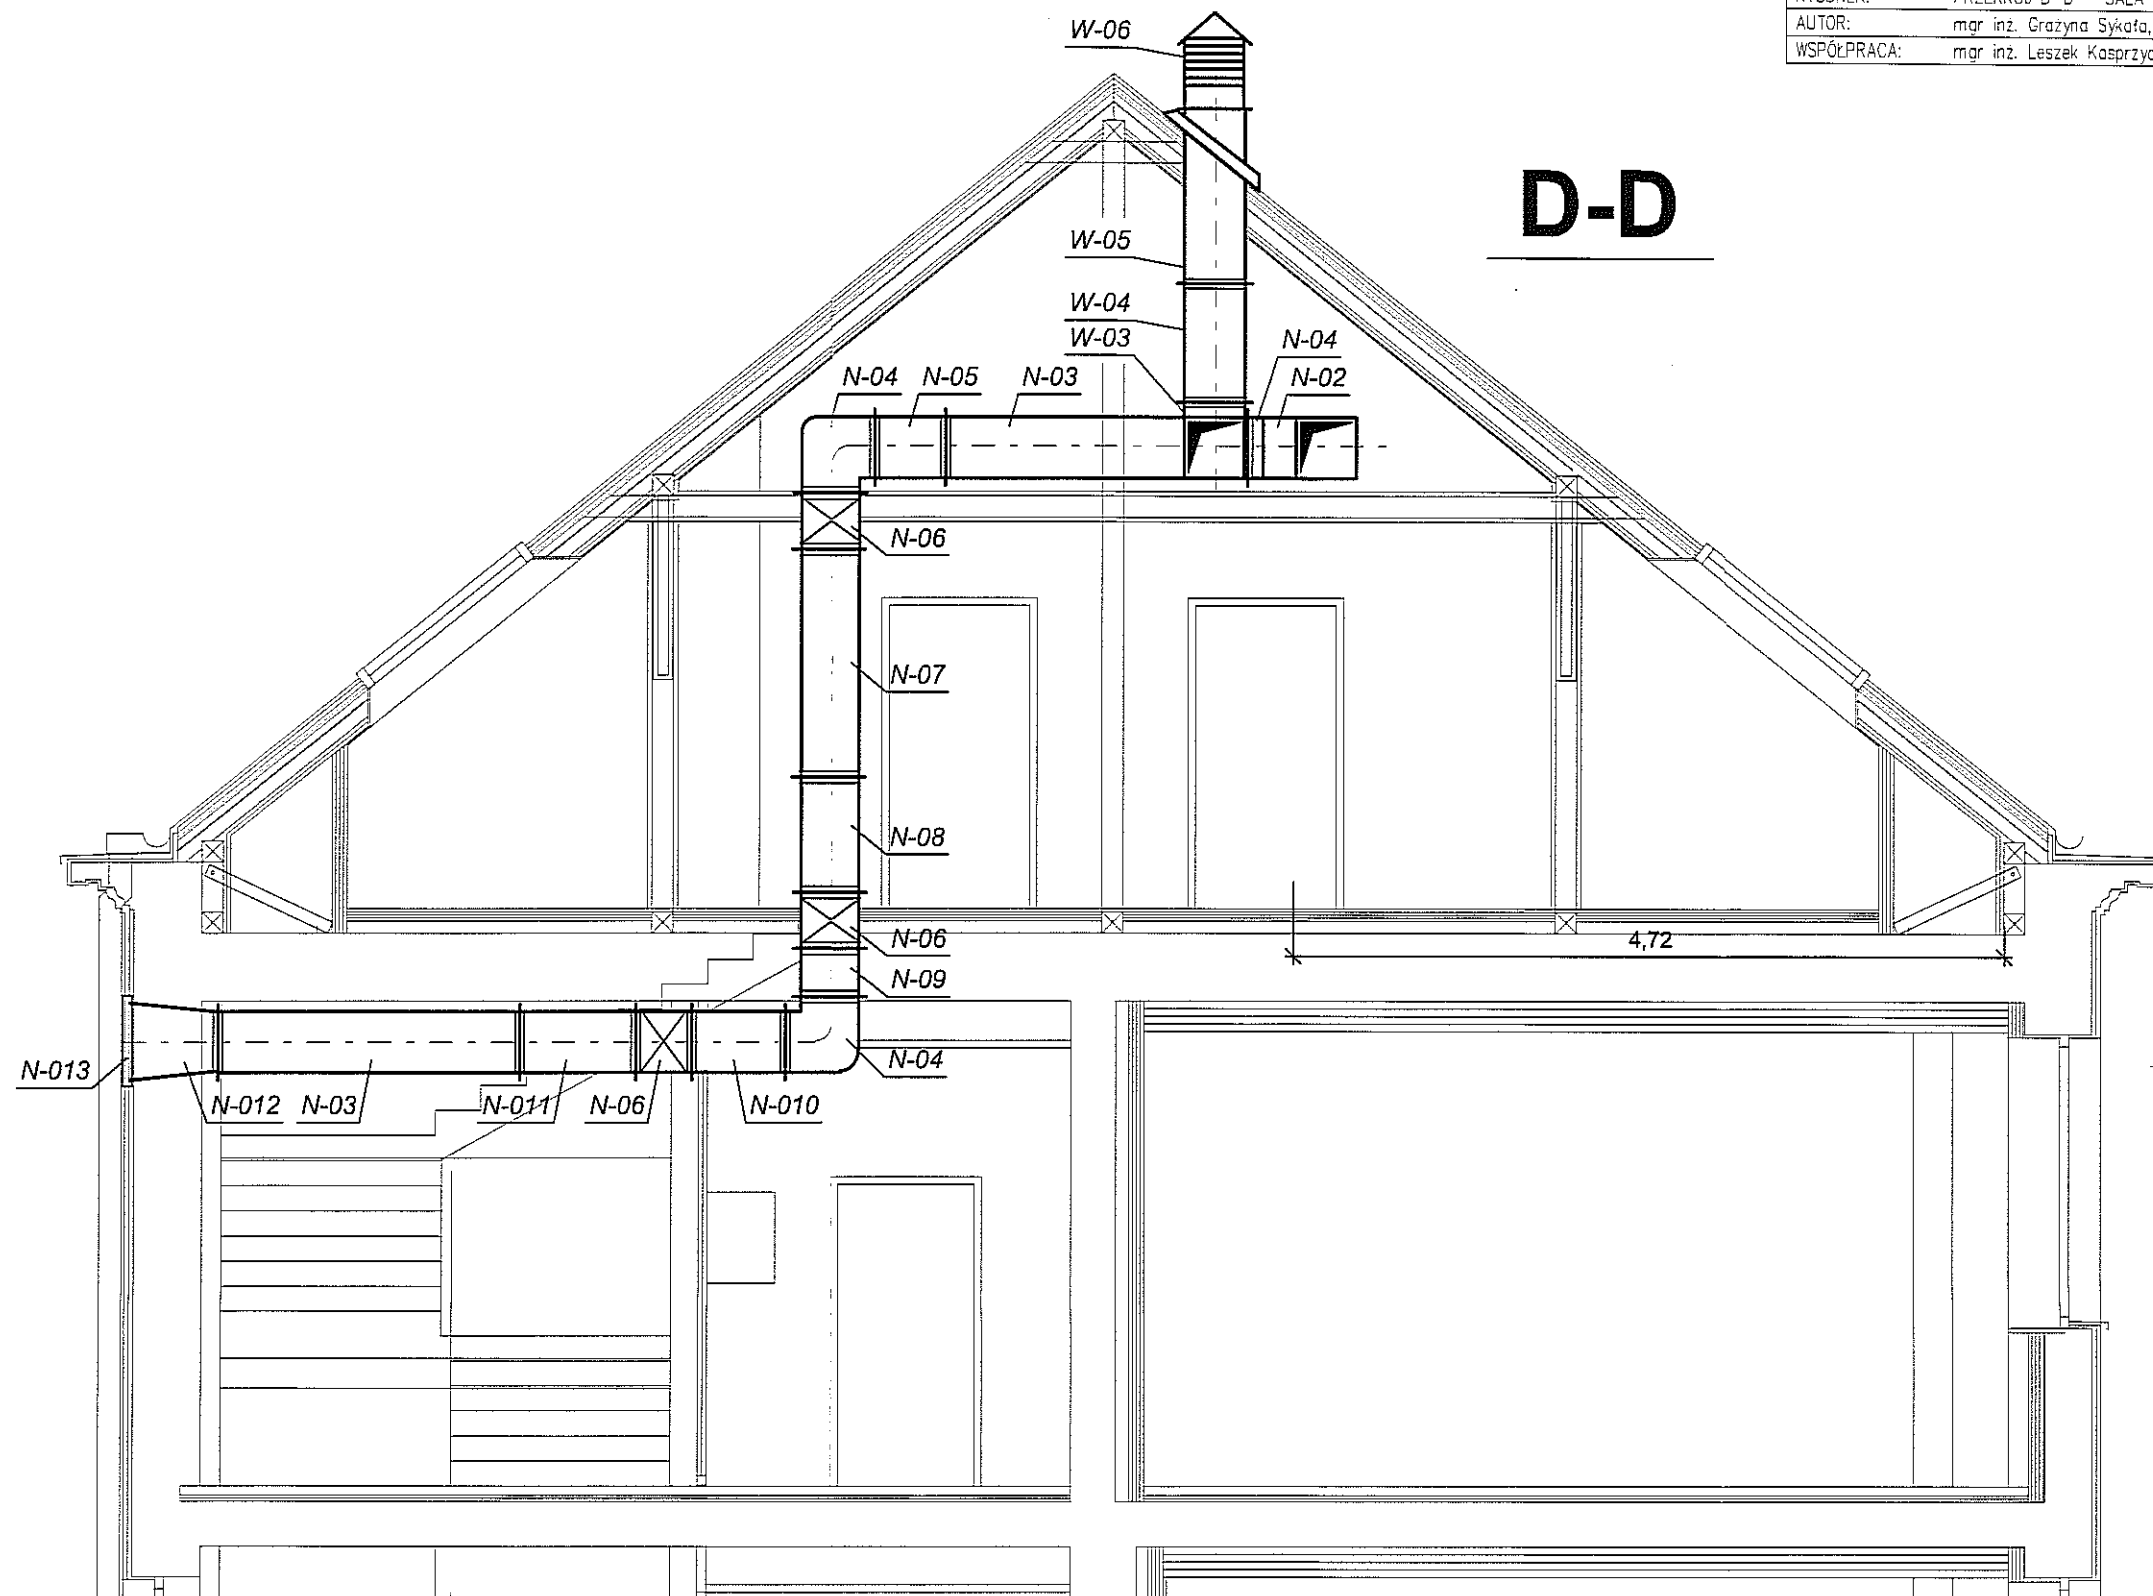 AUTOR: mgr inż. Grażyna Sykała,
WSPÓŁPRACA: mgr inż. Leszek Kasprzyc
W-06
D-D
W-05
W-04
W-03
N-04
N-04
N-05
N-03
N-02
N-06
N-07
N-08
N-06
4,72
N-09
N-04
N-013
N-012
N-03
N-011
N-06
N-010